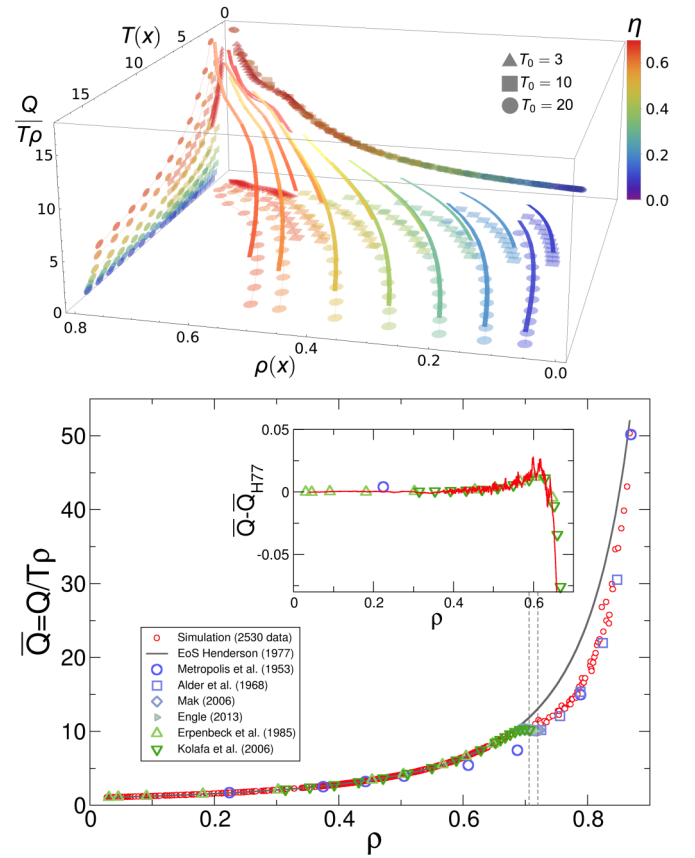 0
T(x)
5
10
15
Q
Tρ
15
10
5
0
0.8
0.6
0.4
0.2
0.0
ρ(x)
T₀ = 3
T₀ = 10
T₀ = 20
η
0.6
0.4
0.2
0.0
50
40
30
20
10
0
Q̅=Q/Tρ
0
0.2
0.4
0.6
0.8
ρ
0.05
0
-0.05
Q̅-Q̅H77
0
0.2
0.4
0.6
ρ
Simulation (2530 data)
EoS Henderson (1977)
Metropolis et al. (1953)
Alder et al. (1968)
Mak (2006)
Engle (2013)
Erpenbeck et al. (1985)
Kolafa et al. (2006)